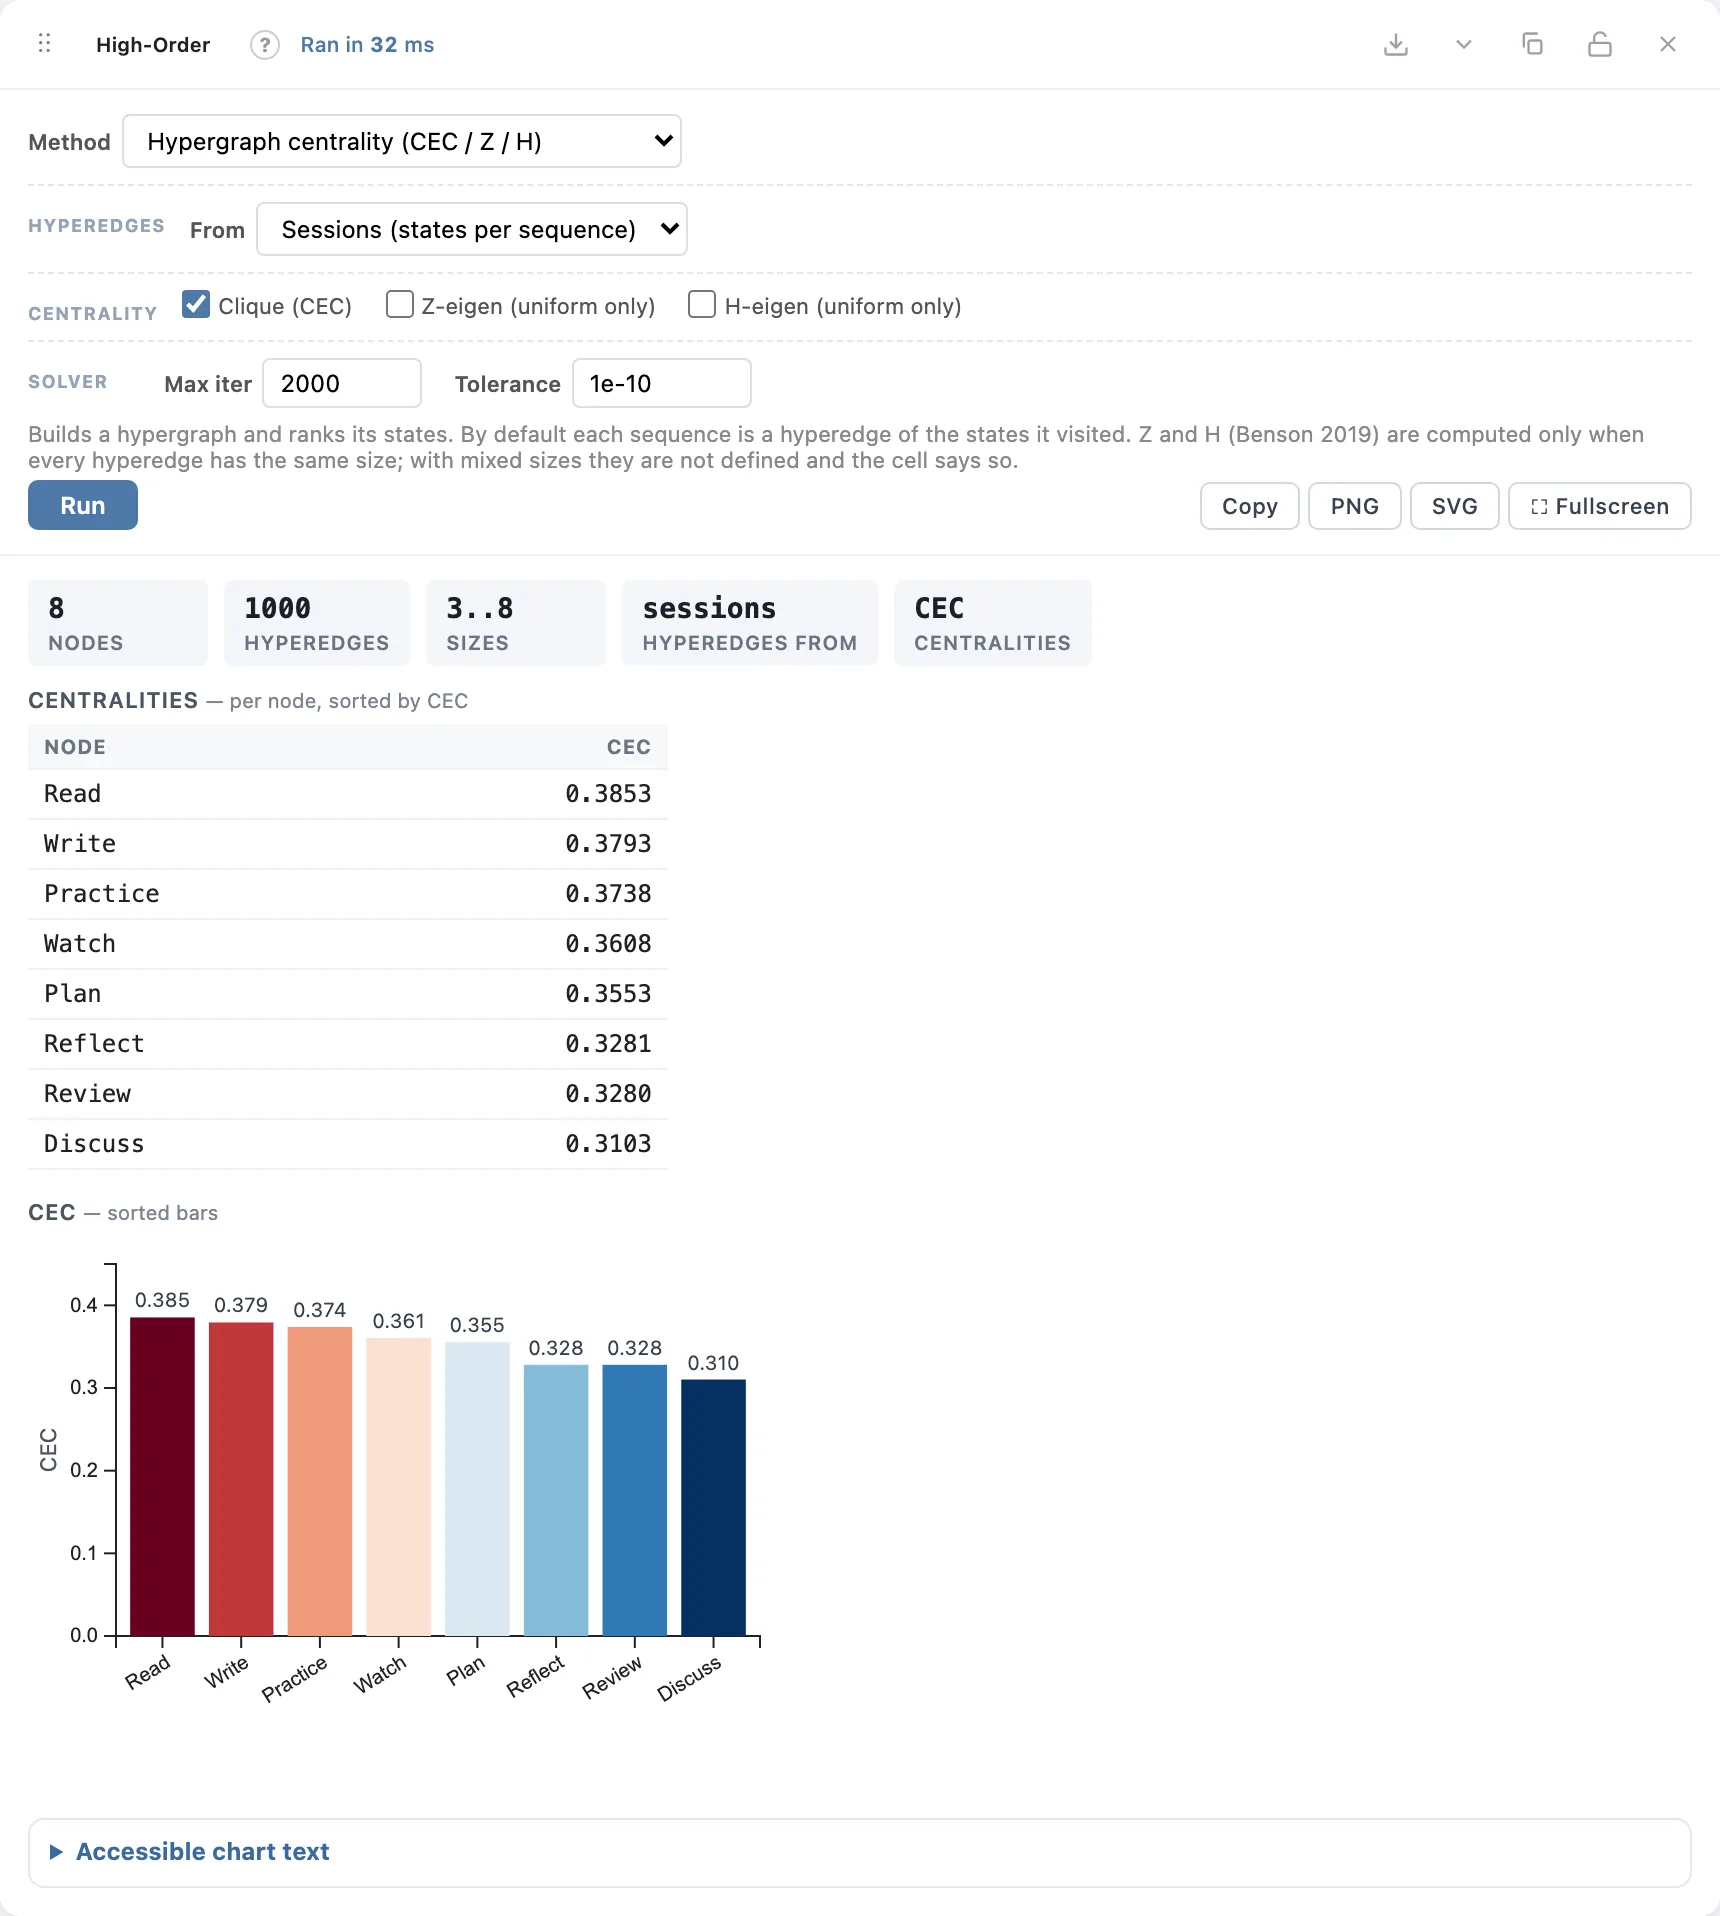 High-Order ? Ran in 32 ms
Method Hypergraph centrality (CEC / Z / H)
HYPEREDGES From Sessions (states per sequence)
CENTRALITY Clique (CEC) Z-eigen (uniform only) H-eigen (uniform only)
SOLVER Max iter 2000 Tolerance 1e-10
Builds a hypergraph and ranks its states. By default each sequence is a hyperedge of the states it visited. Z and H (Benson 2019) are computed only when
every hyperedge has the same size; with mixed sizes they are not defined and the cell says so.
Run Copy PNG SVG Fullscreen
8 1000 3..8 sessions CEC
NODES HYPEREDGES SIZES HYPEREDGES FROM CENTRALITIES
CENTRALITIES — per node, sorted by CEC
NODE CEC
Read 0.3853
Write 0.3793
Practice 0.3738
Watch 0.3608
Plan 0.3553
Reflect 0.3281
Review 0.3280
Discuss 0.3103
CEC — sorted bars
0.385 0.379 0.374 0.361 0.355 0.328 0.328 0.310
0.4
0.3
0.2
0.1
0.0
CEC
Read Write Practice Watch Plan Reflect Review Discuss
Accessible chart text